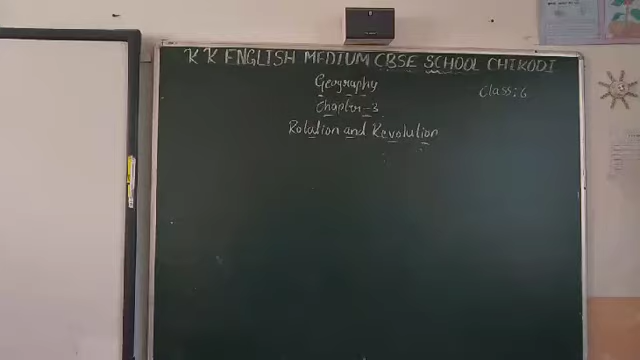 K K ENGLISH MEDIUM CBSE SCHOOL CHIKODI
Geography
Class: 6
Chapter-3
Rotation and Revolution